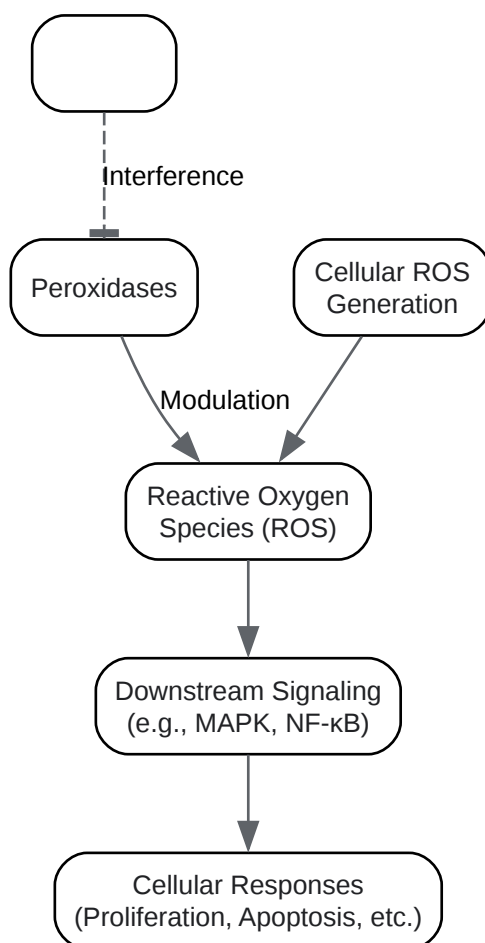 Interference
Peroxidases
Cellular ROS
Generation
Modulation
Reactive Oxygen
Species (ROS)
Downstream Signaling
(e.g., MAPK, NF-κB)
Cellular Responses
(Proliferation, Apoptosis, etc.)